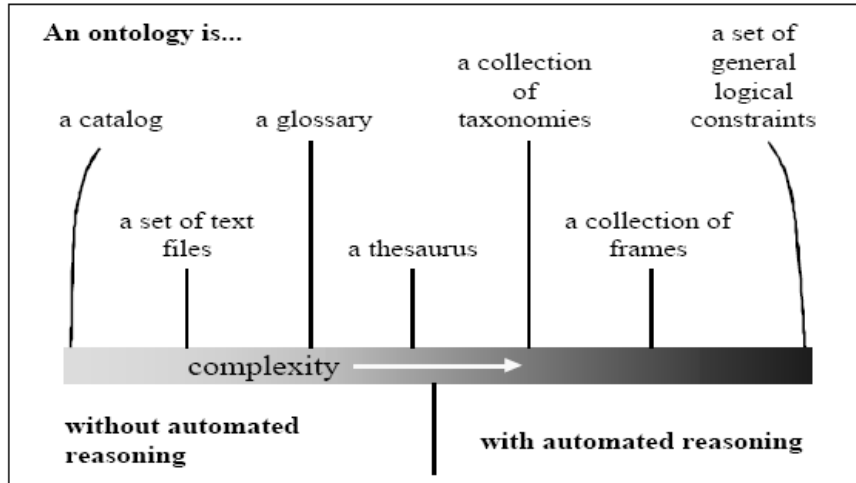 An ontology is...
a catalog
a glossary
a collection
of
taxonomies
a set of
general
logical
constraints
a set of text
files
a thesaurus
a collection of
frames
complexity
without automated
reasoning
with automated reasoning